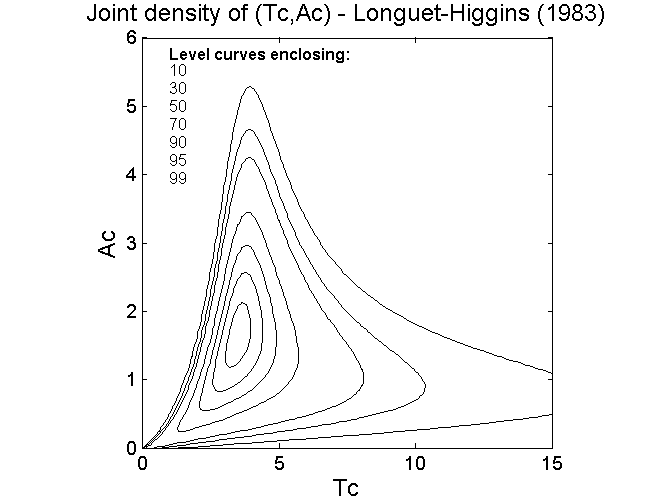 Joint density of (Tc,Ac) - Longuet-Higgins (1983)
Level curves enclosing:
10
30
50
70
90
95
99
6
5
4
3
2
1
0
Ac
0 5 10 15
Tc